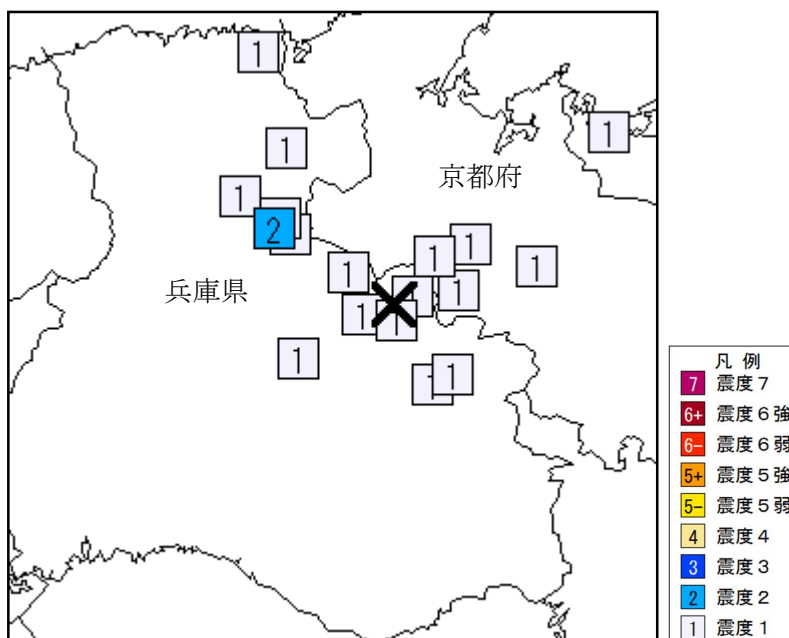 1
1
1
京都府
1
2
1
1
1
1
兵庫県
1
1
1
1
1
1
凡 例
7 震度７
6+ 震度６強
6- 震度６弱
5+ 震度５強
5- 震度５弱
4 震度４
3 震度３
2 震度２
1 震度１